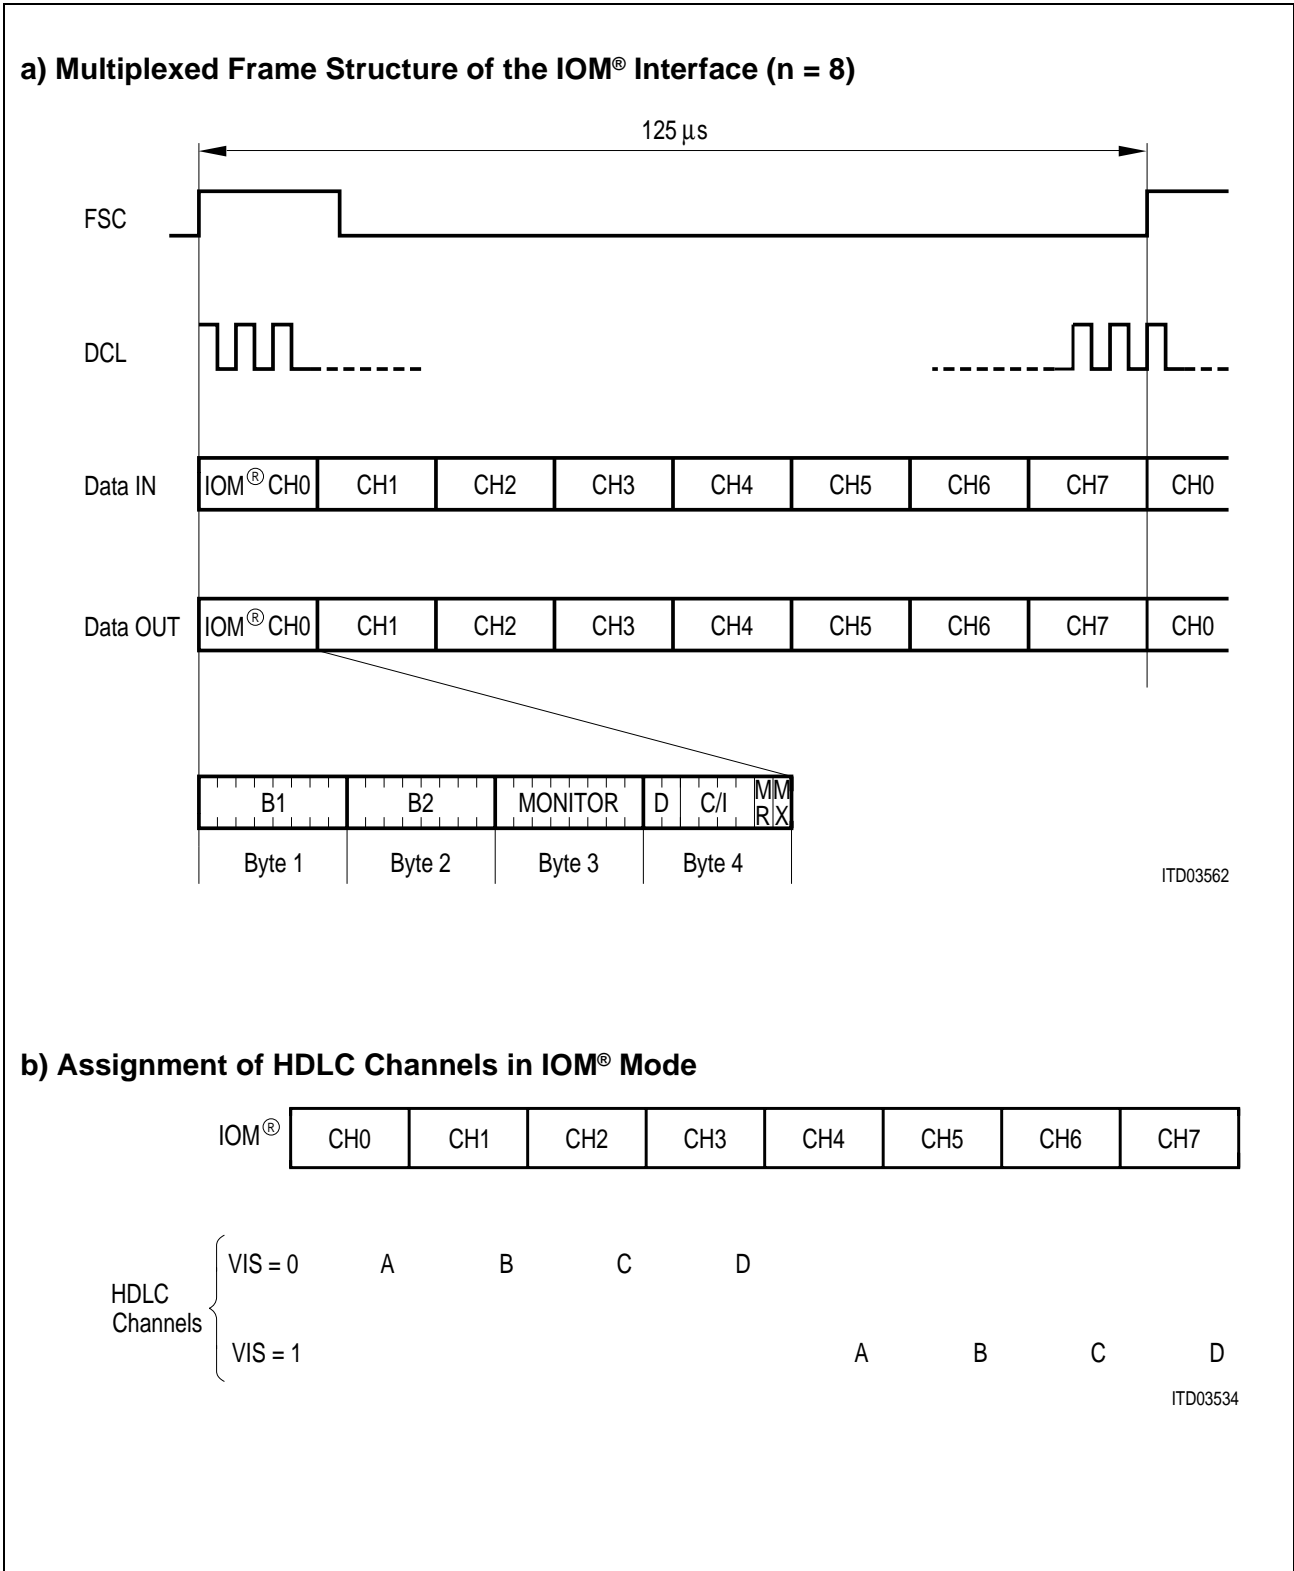 a) Multiplexed Frame Structure of the IOM® Interface (n = 8)
125 µs
FSC
DCL
Data IN IOM® CH0 CH1 CH2 CH3 CH4 CH5 CH6 CH7 CH0
Data OUT IOM® CH0 CH1 CH2 CH3 CH4 CH5 CH6 CH7 CH0
B1 B2 MONITOR D C/I MR MX
Byte 1 Byte 2 Byte 3 Byte 4
ITD03562
b) Assignment of HDLC Channels in IOM® Mode
IOM® CH0 CH1 CH2 CH3 CH4 CH5 CH6 CH7
HDLC Channels
VIS = 0 A B C D
VIS = 1 A B C D
ITD03534